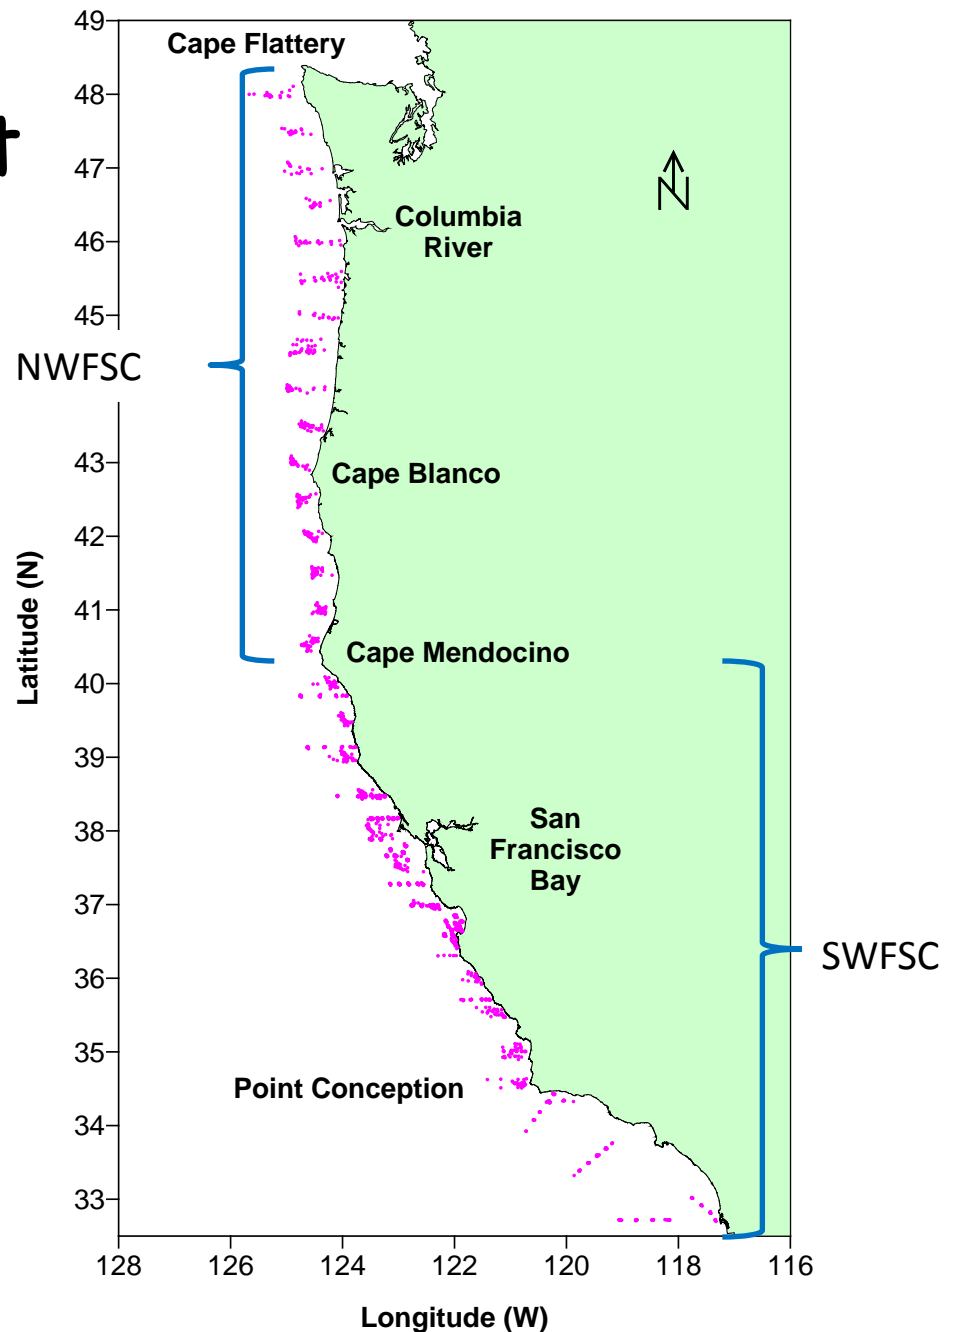 49
Cape Flattery
48
t
47
N
Columbia
River
46
45
NWFSC
43
Cape Blanco
42
Latitude (N)
41
Cape Mendocino
40
39
San
Francisco
Bay
38
37
SWFSC
36
35
Point Conception
34
33
128 126 124 122 120 118 116
Longitude (W)